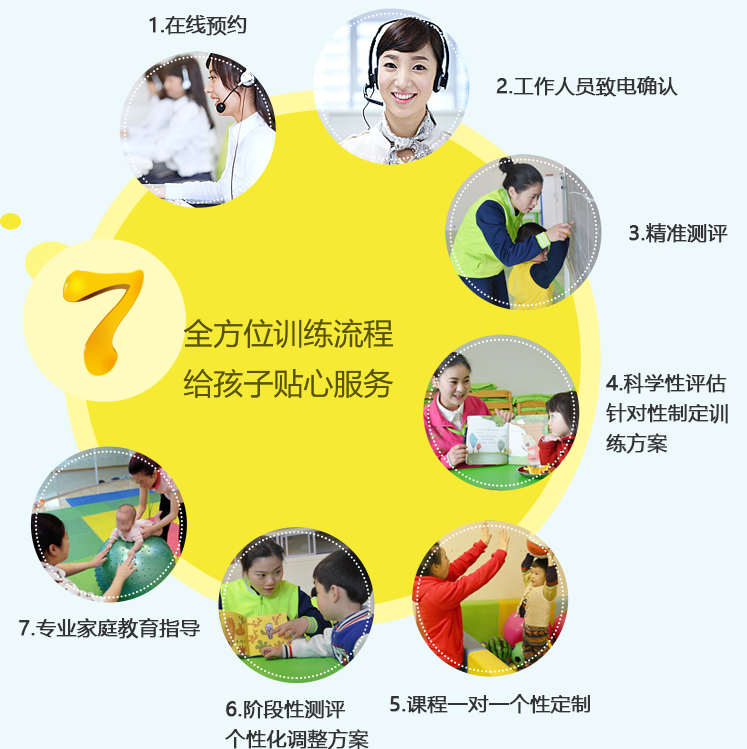 1.在线预约
2.工作人员致电确认
3.精准测评
7
全方位训练流程
给孩子贴心服务
4.科学性评估
针对性制定训
练方案
5.课程一对一个性定制
6.阶段性测评
个性化调整方案
7.专业家庭教育指导